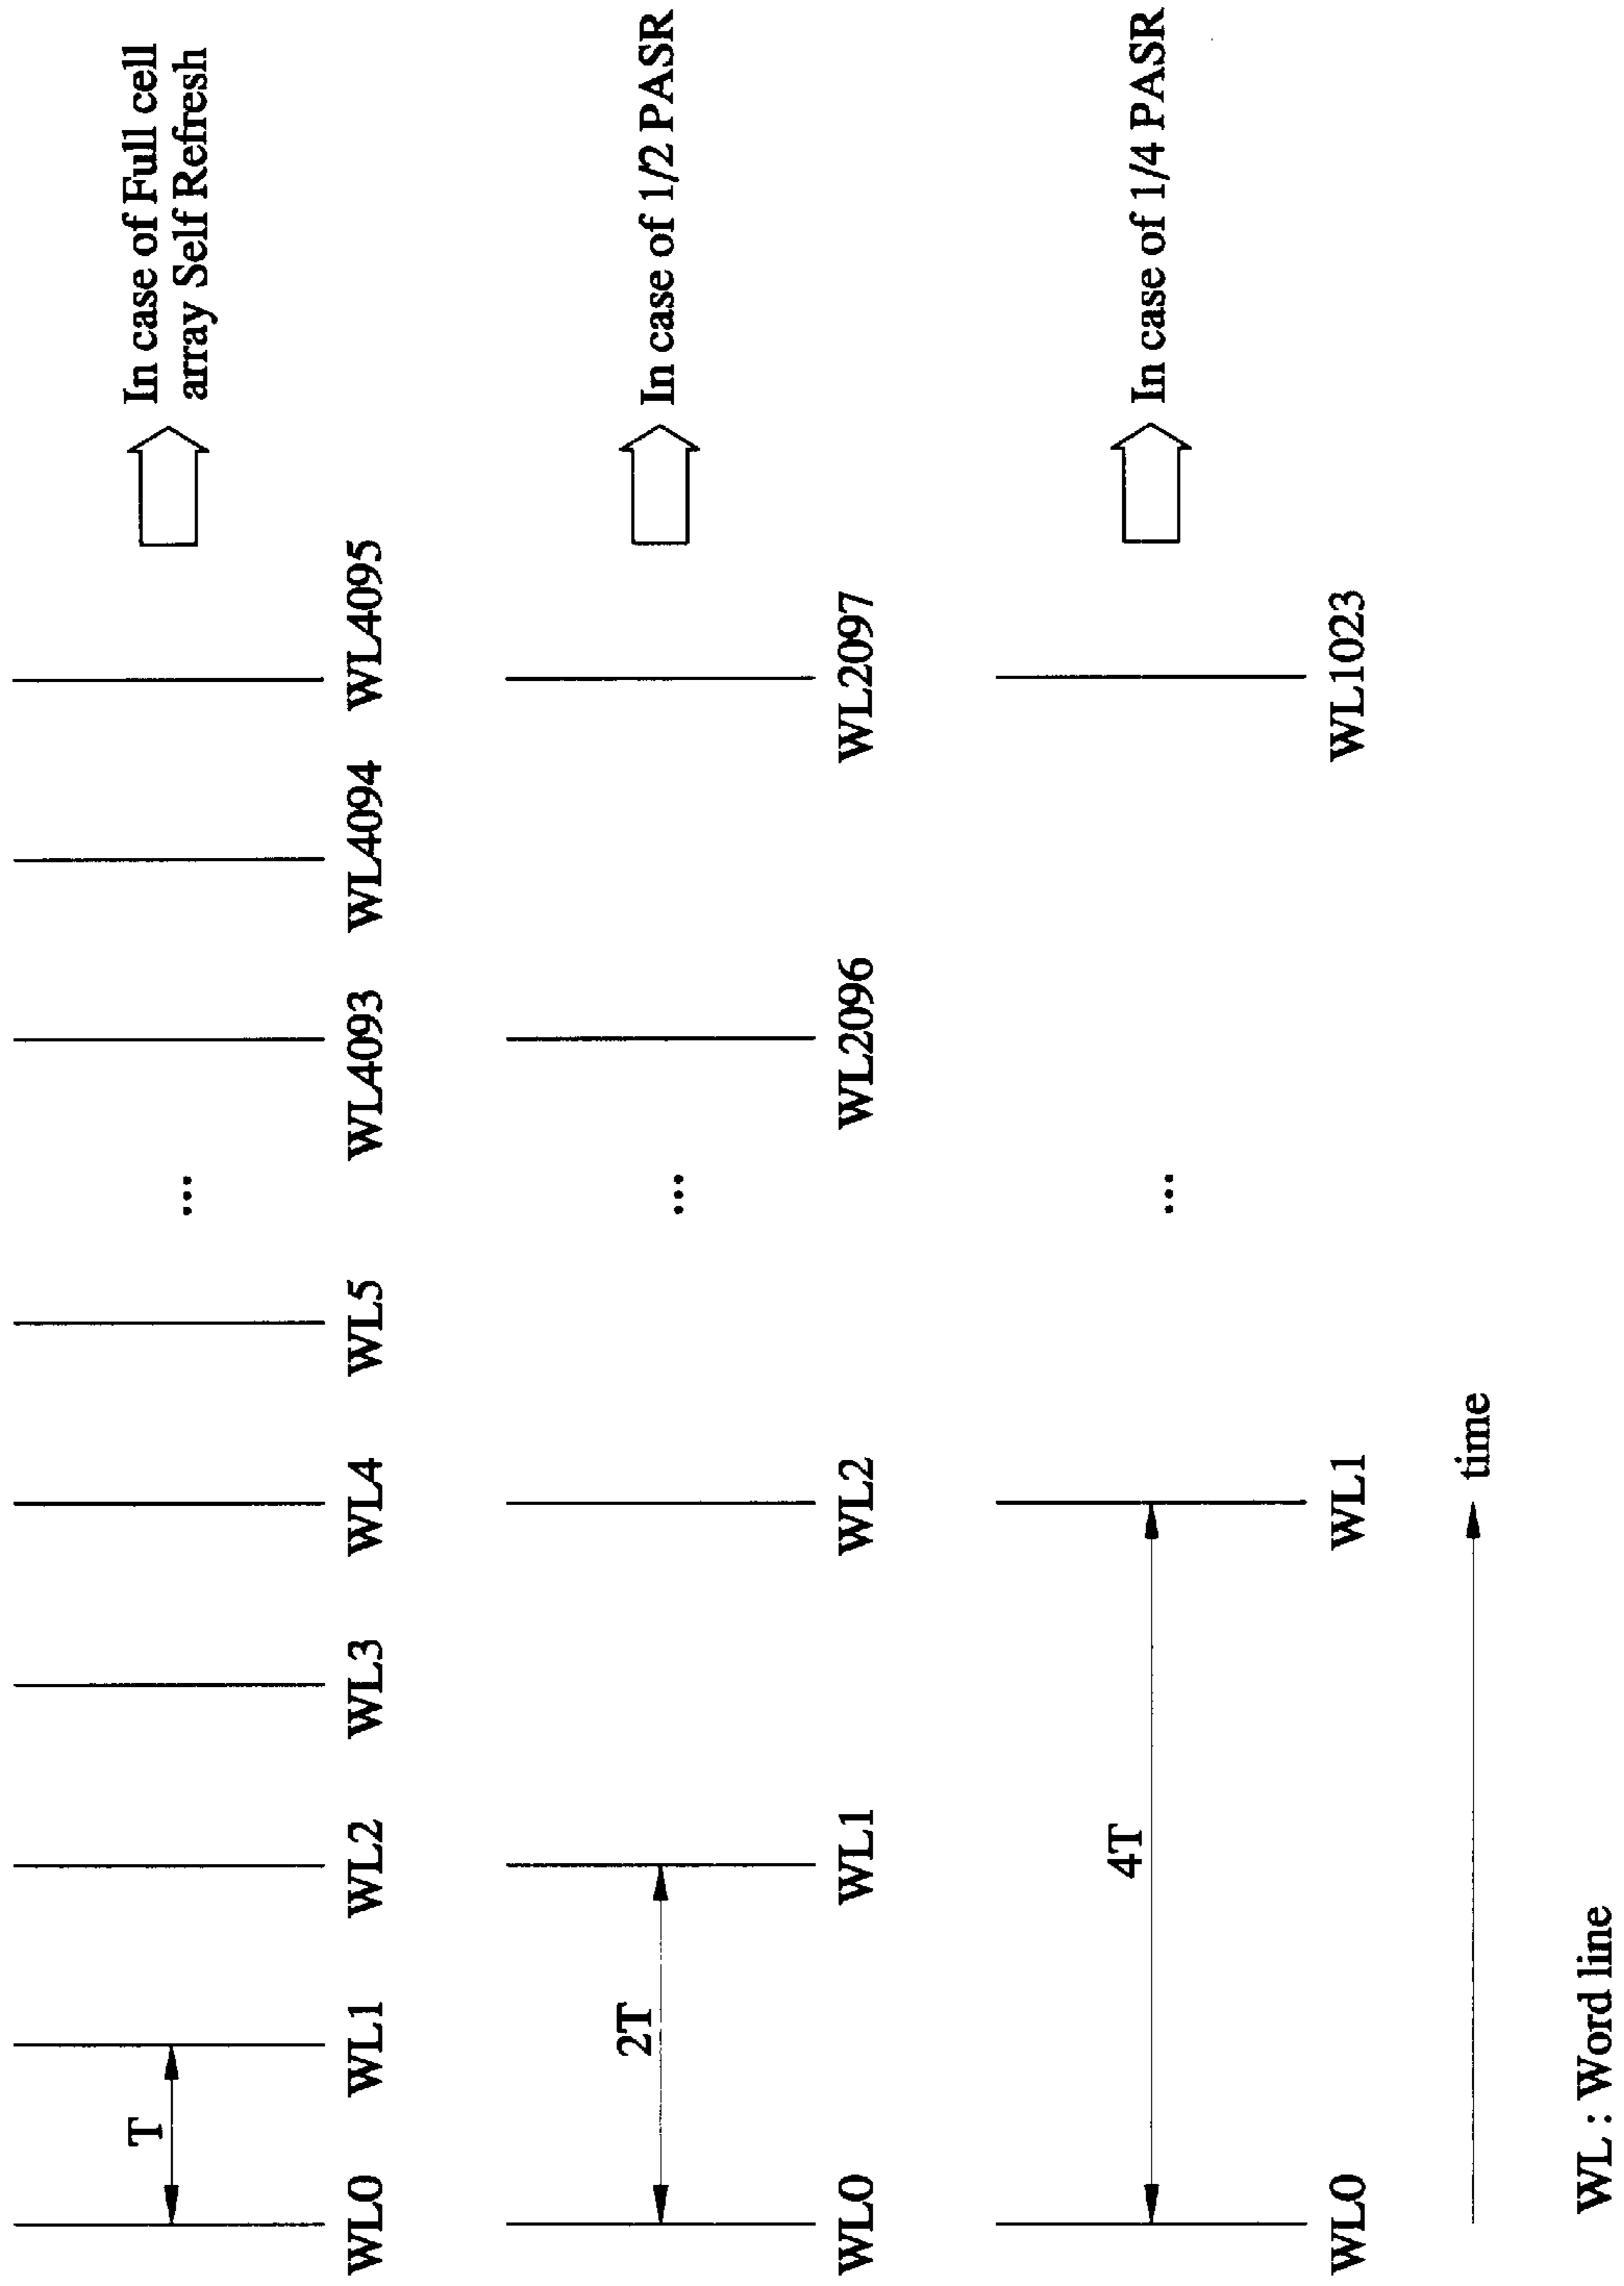 T
WL0 WL1 WL2 WL3 WL4 WL5 ... WL4093 WL4094 WL4095
In case of Full cell
array Self Refresh
2T
WL0 WL1 WL2 ... WL2096 WL2097
In case of 1/2 PASR
4T
WL0 WL1 ... WL1023
In case of 1/4 PASR
time
WL : Word line